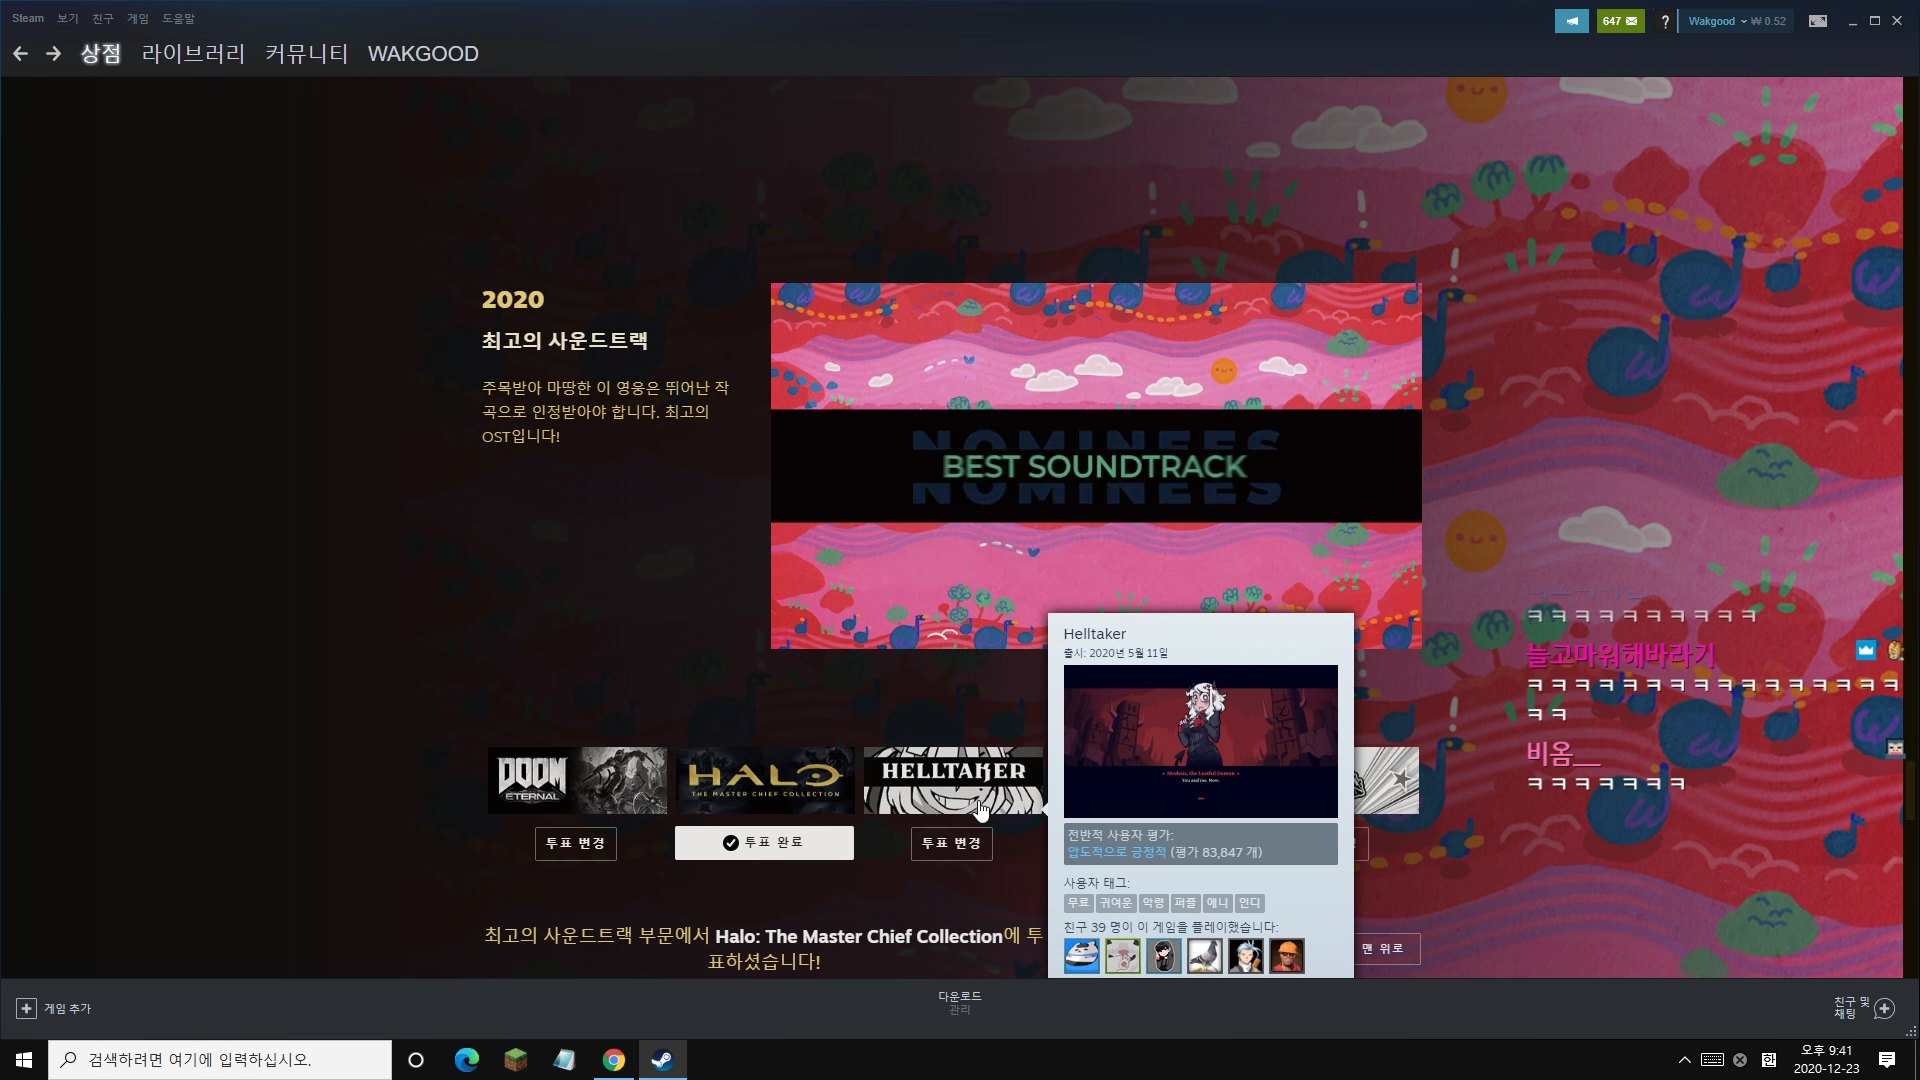 Steam 보기 친구 게임 도움말
647
?
Wakgood ₩ 0.52
상점 라이브러리 커뮤니티 WAKGOOD
2020
최고의 사운드트랙
주목받아 마땅한 이 영웅은 뛰어난 작
곡으로 인정받아야 합니다. 최고의
OST입니다!
NOMINEES
BEST SOUNDTRACK
NOMINEES
ㅋㅋㅋㅋㅋㅋㅋㅋㅋㅋ
늘고마워해바라기
ㅋㅋㅋㅋㅋㅋㅋㅋㅋㅋㅋㅋㅋㅋㅋㅋ
ㅋㅋ
비옴__
ㅋㅋㅋㅋㅋㅋㅋ
DOOM
ETERNAL
HALO
THE MASTER CHIEF COLLECTION
HELLTAKER
투표 변경
투표 완료
투표 변경
Helltaker
출시: 2020년 5월 11일
• Modeus, the Lustful Demon •
You and me. Now.
전반적 사용자 평가:
압도적으로 긍정적 (평가 83,847 개)
사용자 태그:
무료 귀여운 악령 퍼즐 애니 인디
친구 39 명이 이 게임을 플레이했습니다:
최고의 사운드트랙 부문에서 Halo: The Master Chief Collection에 투
표하셨습니다!
맨 위로
게임 추가
다운로드
관리
친구 및
채팅
검색하려면 여기에 입력하십시오.
한
오후 9:41
2020-12-23